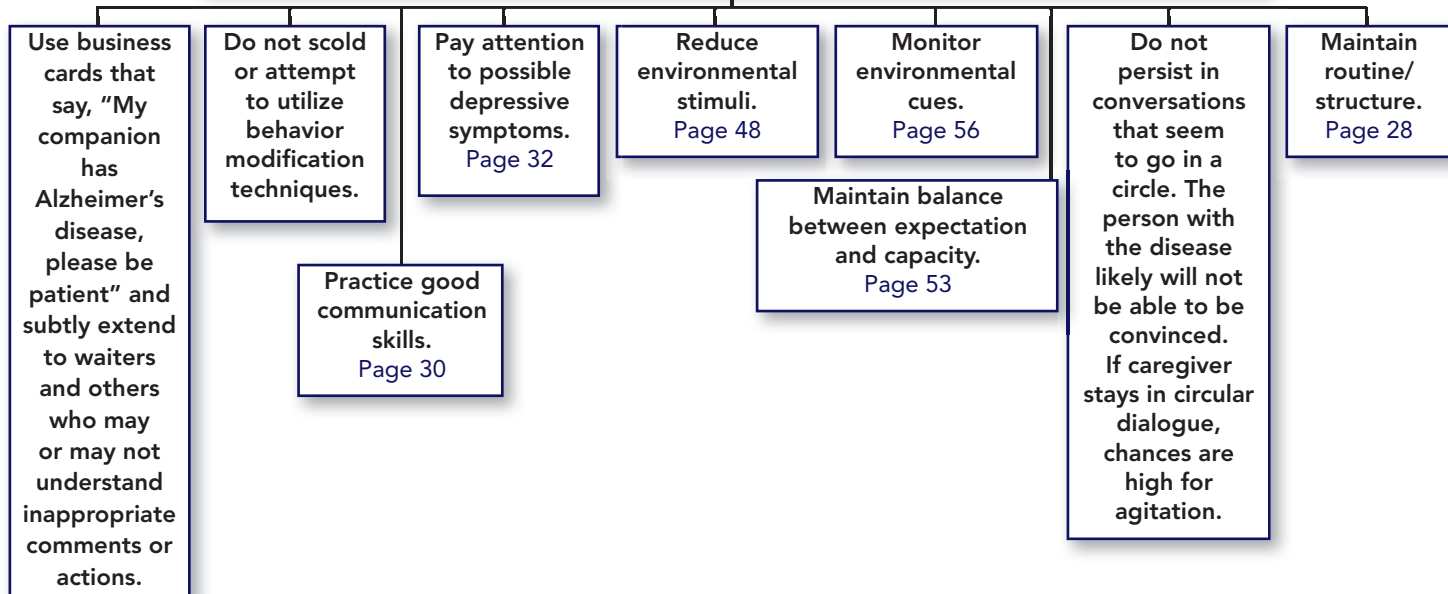 Use business
cards that
say, “My
companion
has
Alzheimer’s
disease,
please be
patient” and
subtly extend
to waiters
and others
who may
or may not
understand
inappropriate
comments or
actions.
Do not scold
or attempt
to utilize
behavior
modification
techniques.
Practice good
communication
skills.
Page 30
Pay attention
to possible
depressive
symptoms.
Page 32
Reduce
environmental
stimuli.
Page 48
Monitor
environmental
cues.
Page 56
Maintain balance
between expectation
and capacity.
Page 53
Do not
persist in
conversations
that seem
to go in a
circle. The
person with
the disease
likely will not
be able to be
convinced.
If caregiver
stays in circular
dialogue,
chances are
high for
agitation.
Maintain
routine/
structure.
Page 28